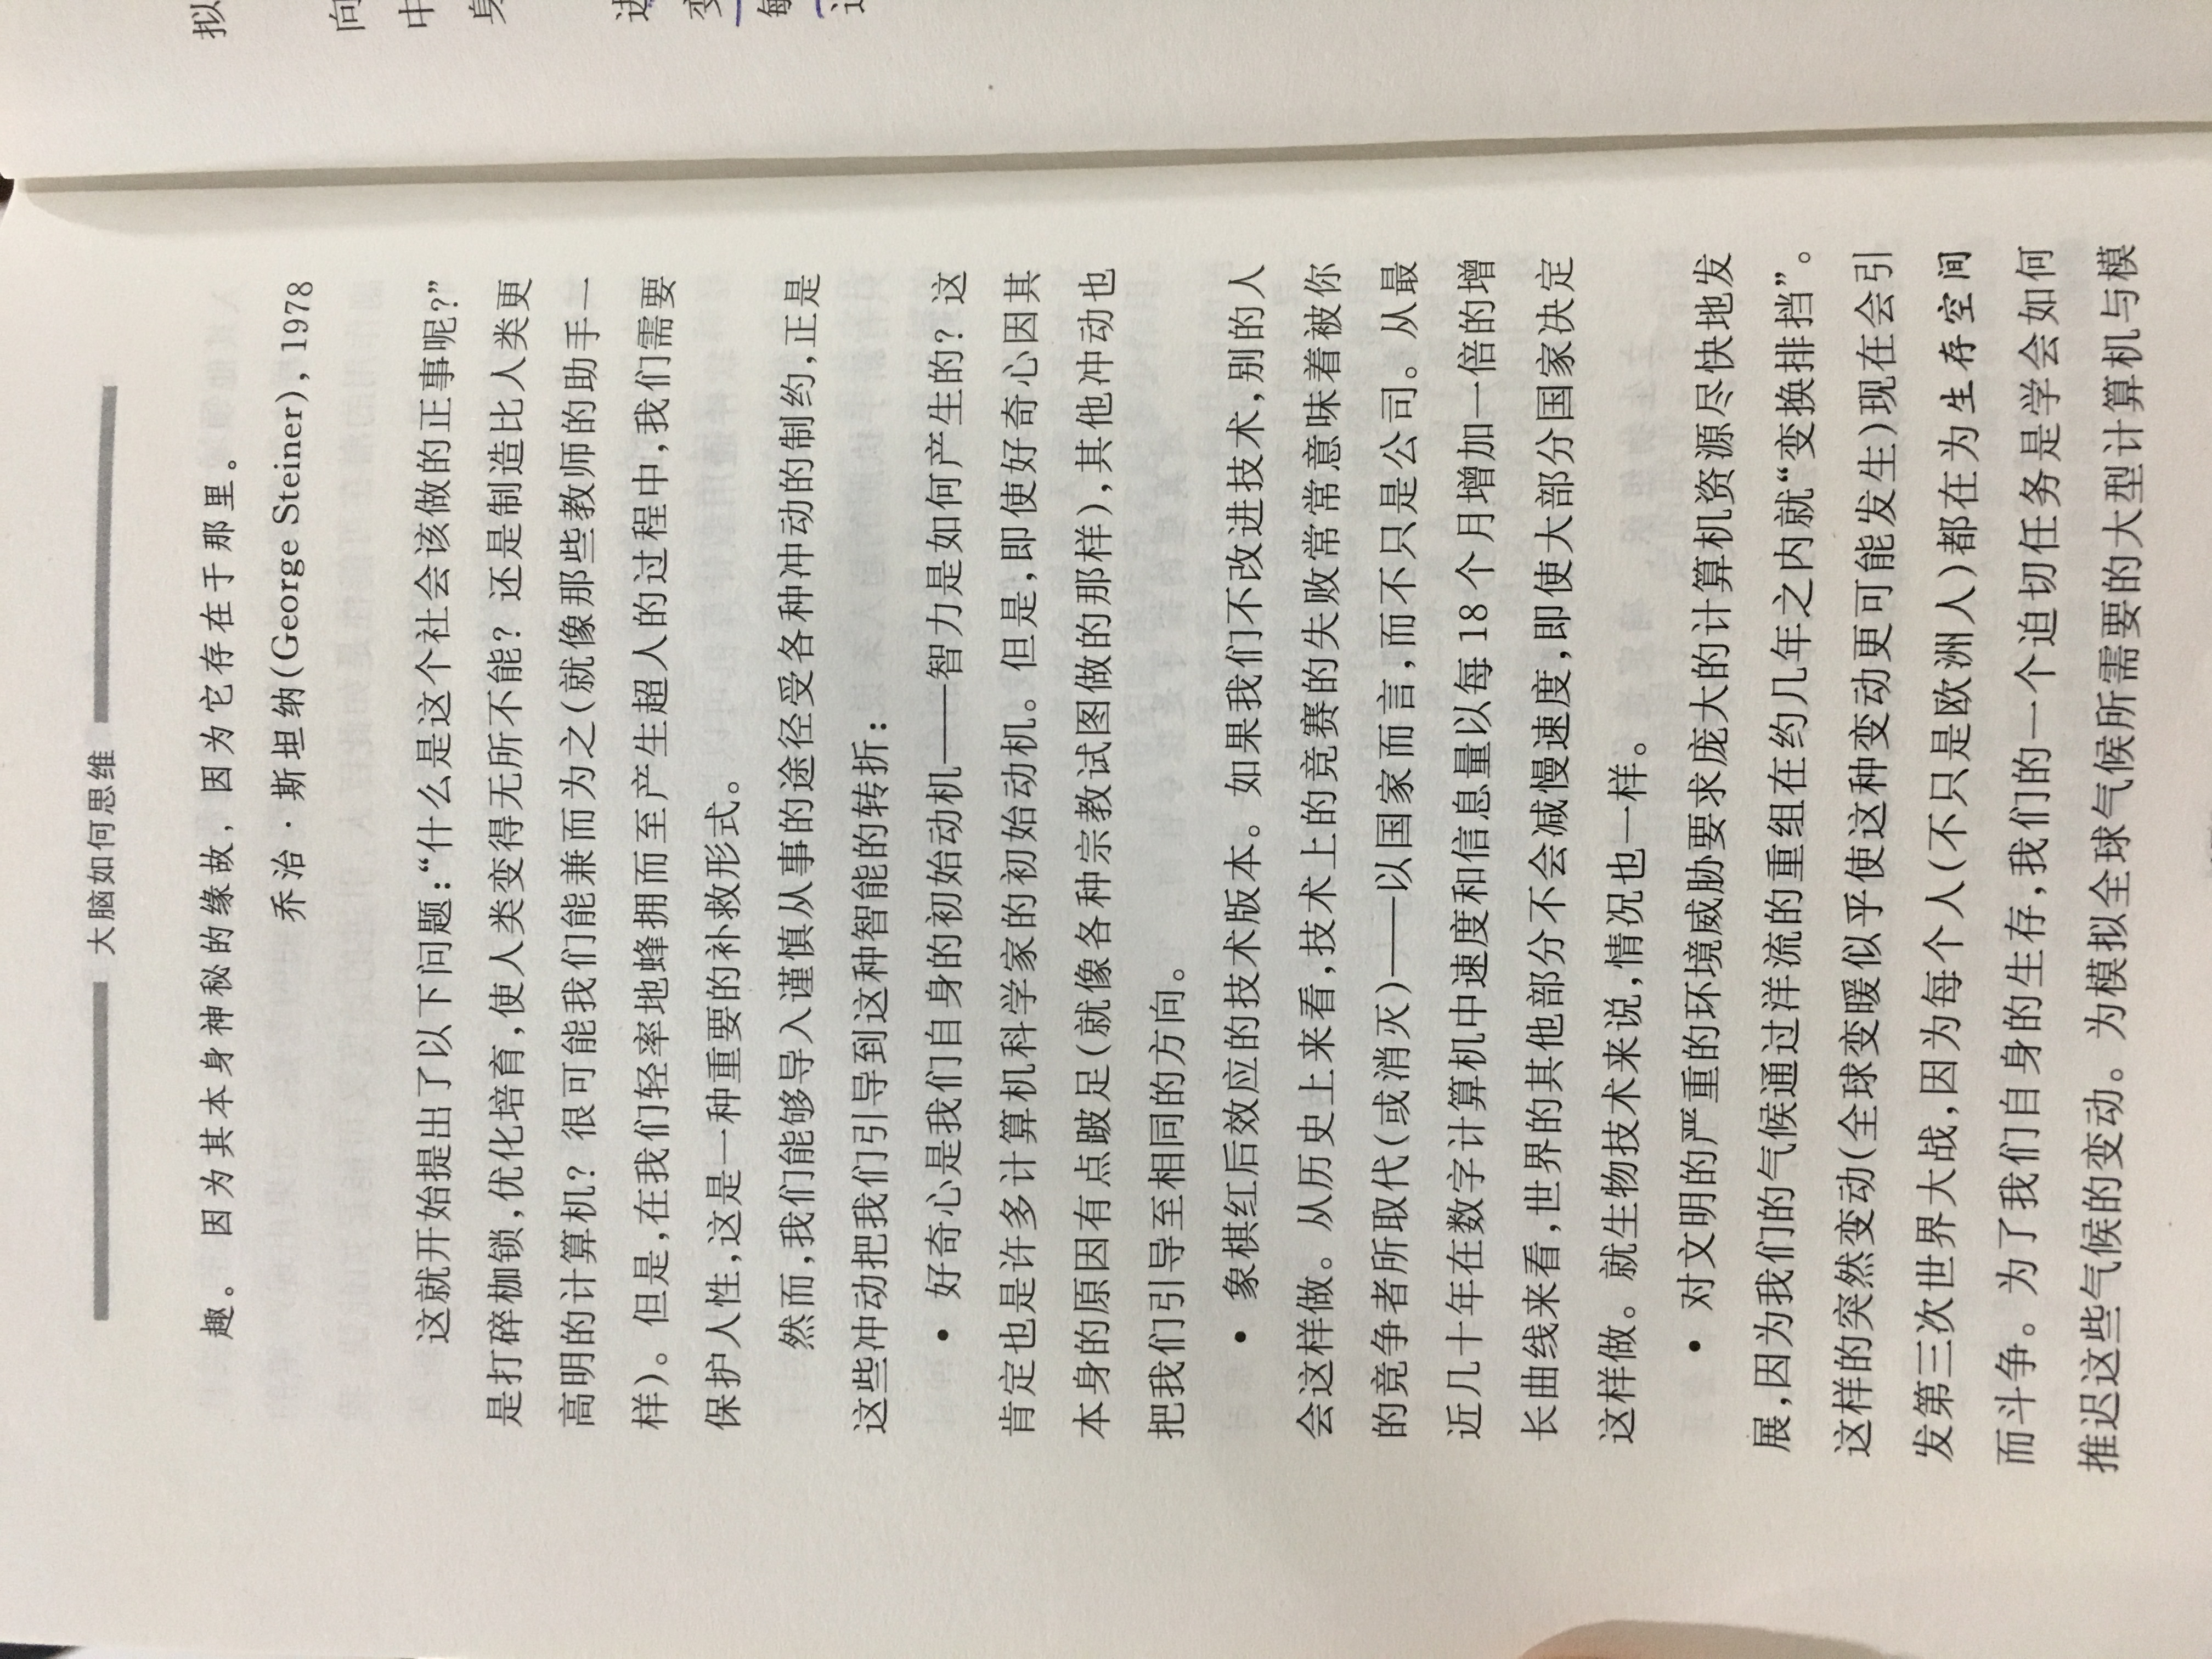 大脑如何思维
趣。 因为其本身神秘的缘故，因为它存在于那里。
乔治·斯坦纳(George Steiner)，1978
这就开始提出了以下问题：“什么是这个社会该做的正事呢？”
是打碎枷锁，优化培育，使人类变得无所不能？还是制造比人类更
高明的计算机？很可能我们能兼而为之(就像那些教师的助手一
样)。但是，在我们轻率地蜂拥而至产生超人的过程中，我们需要
保护人性，这是一种重要的补救形式。
然而，我们能够导入谨慎从事的途径受各种冲动的制约，正是
这些冲动把我们引导到这种智能的转折：
• 好奇心是我们自身的初始动机——智力是如何产生的？这
肯定也是许多计算机科学家的初始动机。但是，即使好奇心因其
本身的原因有点跛足(就像各种宗教试图做的那样)，其他冲动也
把我们引导至相同的方向。
• 象棋红后效应的技术版本。如果我们不改进技术，别的人
会这样做。从历史上来看，技术上的竞赛的失败常常意味着被你
的竞争者所取代(或消灭)——以国家而言，而不只是公司。从最
近几十年在数字计算机中速度和信息量以每 18 个月增加一倍的增
长曲线来看，世界的其他部分不会减慢速度，即使大部分国家决定
这样做。就生物技术来说，情况也一样。
• 对文明的严重的环境威胁要求庞大的计算机资源尽快地发
展，因为我们的气候通过洋流的重组在约几年之内就“变换排挡”。
这样的突然变动(全球变暖似乎使这种变动更可能发生)现在会引
发第三次世界大战，因为每个人(不只是欧洲人)都在为生存空间
而斗争。为了我们自身的生存，我们的一个迫切任务是学会如何
推迟这些气候的变动。为模拟全球气候所需要的大型计算机与模
拟
向
中
身
变
敏